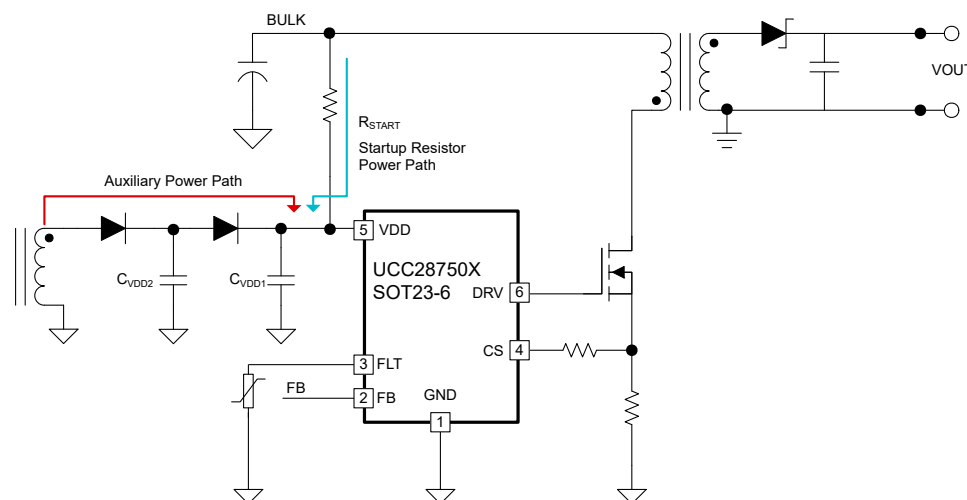 BULK
VOUT
RSTART
Startup Resistor
Power Path
Auxiliary Power Path
5
VDD
UCC28750X
SOT23-6
CVDD2
CVDD1
DRV
6
CS
4
3
FLT
FB
2
FB
GND
1